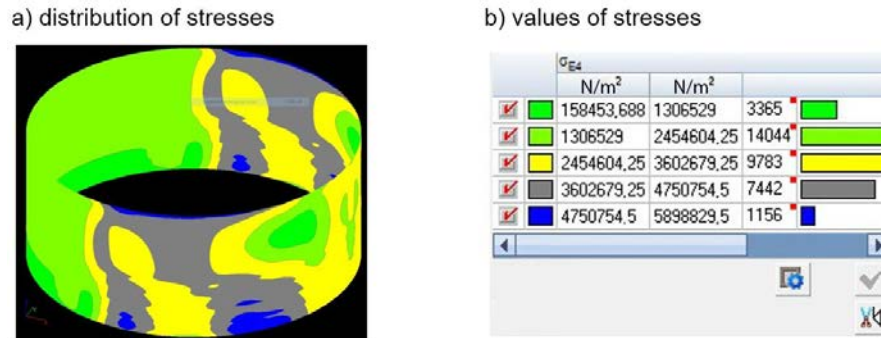 a) distribution of stresses
b) values of stresses
σE4
N/m² N/m²
158453,688 1306529 3365
1306529 2454604,25 14044
2454604,25 3602679,25 9783
3602679,25 4750754,5 7442
4750754,5 5898829,5 1156